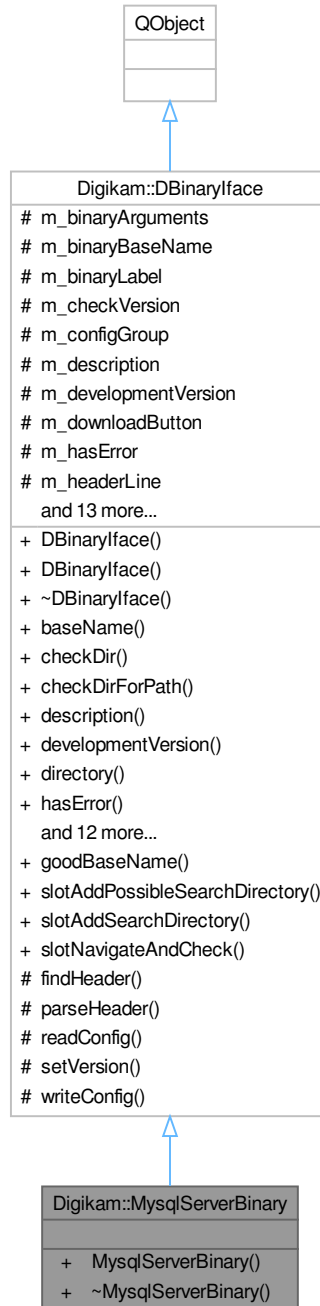 QObject
Digikam::DBinaryIface
# m_binaryArguments
# m_binaryBaseName
# m_binaryLabel
# m_checkVersion
# m_configGroup
# m_description
# m_developmentVersion
# m_downloadButton
# m_hasError
# m_headerLine
and 13 more...
+ DBinaryIface()
+ DBinaryIface()
+ ~DBinaryIface()
+ baseName()
+ checkDir()
+ checkDirForPath()
+ description()
+ developmentVersion()
+ directory()
+ hasError()
and 12 more...
+ goodBaseName()
+ slotAddPossibleSearchDirectory()
+ slotAddSearchDirectory()
+ slotNavigateAndCheck()
# findHeader()
# parseHeader()
# readConfig()
# setVersion()
# writeConfig()
Digikam::MysqlServerBinary
+ MysqlServerBinary()
+ ~MysqlServerBinary()